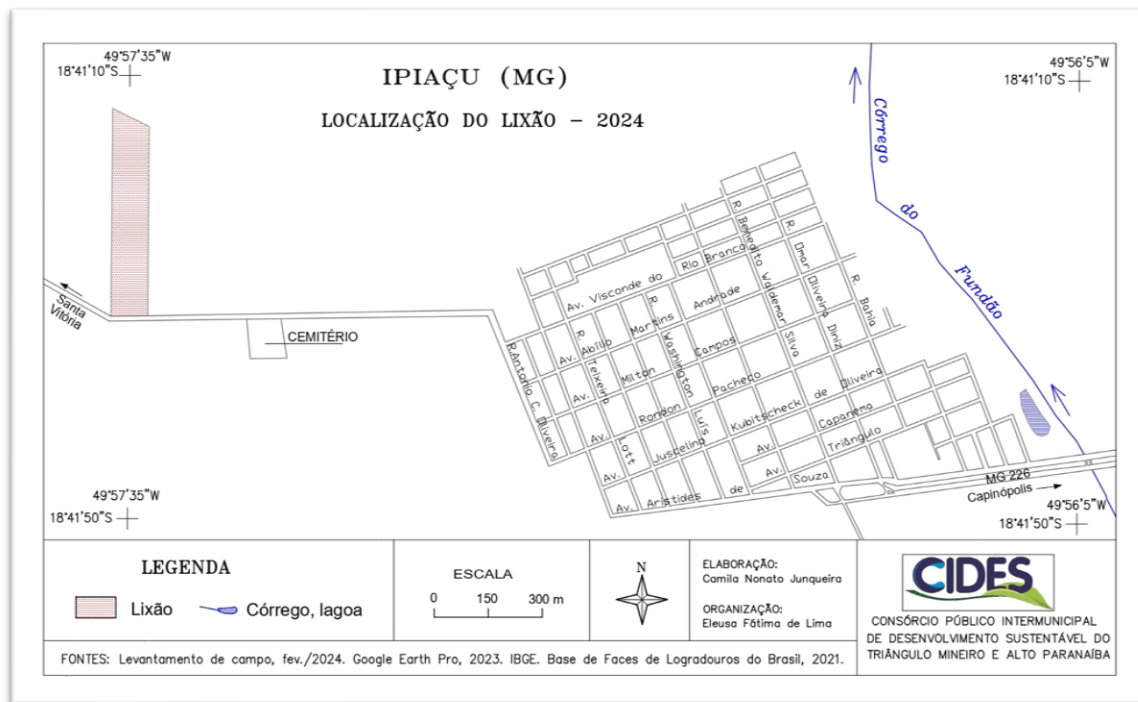 49°57'35"W
18°41'10"S
IPIAÇU (MG)
LOCALIZAÇÃO DO LIXÃO - 2024
49°56'5"W
18°41'10"S
Córrego
do
Fundão
Santa
Vitória
CEMITÉRIO
R. Benedito Waldemar Silva
R. Omar Oliveira Diniz
R. Bahia
Av. Visconde do Rio Branco
Av. Abílio Martins Andrade
R. Washington Luís
R. Teixeira Lott
R.Antonio C. Oliveira
Av. Milton Campos
Av. Rondon Pacheco
Av. Juscelino Kubitscheck de Oliveira
Av. Capanema
Av. Triângulo
Av. Aristides de Souza
MG 226
Capinópolis
49°57'35"W
18°41'50"S
49°56'5"W
18°41'50"S
LEGENDA
Lixão
Córrego, lagoa
ESCALA
0 150 300 m
N
ELABORAÇÃO:
Camila Nonato Junqueira
ORGANIZAÇÃO:
Eleusa Fátima de Lima
CIDES
CONSÓRCIO PÚBLICO INTERMUNICIPAL
DE DESENVOLVIMENTO SUSTENTÁVEL DO
TRIÂNGULO MINEIRO E ALTO PARANAÍBA
FONTES: Levantamento de campo, fev./2024. Google Earth Pro, 2023. IBGE. Base de Faces de Logradouros do Brasil, 2021.